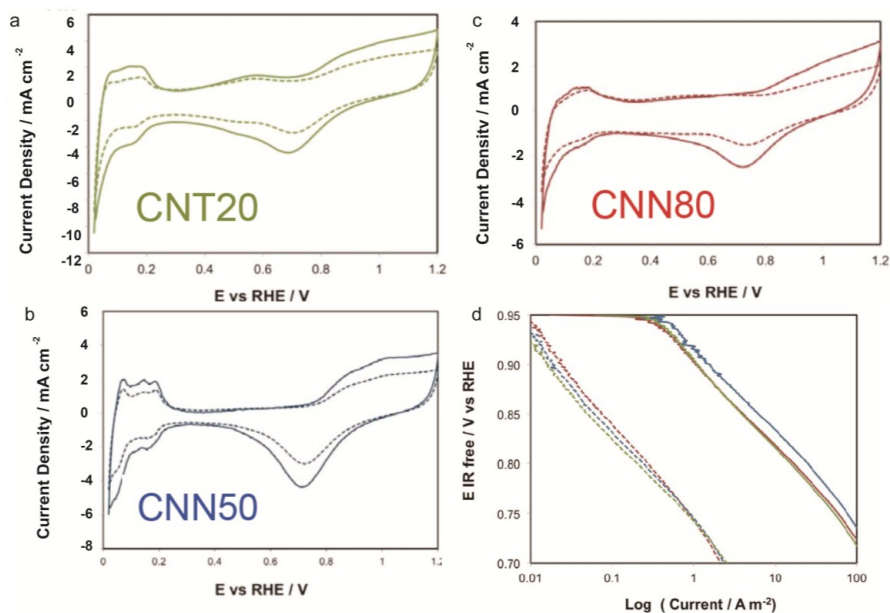 a
Current Density / mA cm -2
6
4
2
0
-2
-4
-6
-8
-10
-12
CNT20
0 0.2 0.4 0.6 0.8 1 1.2
E vs RHE / V
c
Current Densitv / mA cm -2
4
2
0
-2
-4
-6
CNN80
0 0.2 0.4 0.6 0.8 1 1.2
E vs RHE / V
b
Current Density / mA cm -2
6
4
2
0
-2
-4
-6
-8
CNN50
0 0.2 0.4 0.6 0.8 1 1.2
E vs RHE / V
d
E IR free / V vs RHE
0.95
0.90
0.85
0.80
0.75
0.70
0.01 0.1 1 10 100
Log ( Current / A m-2)